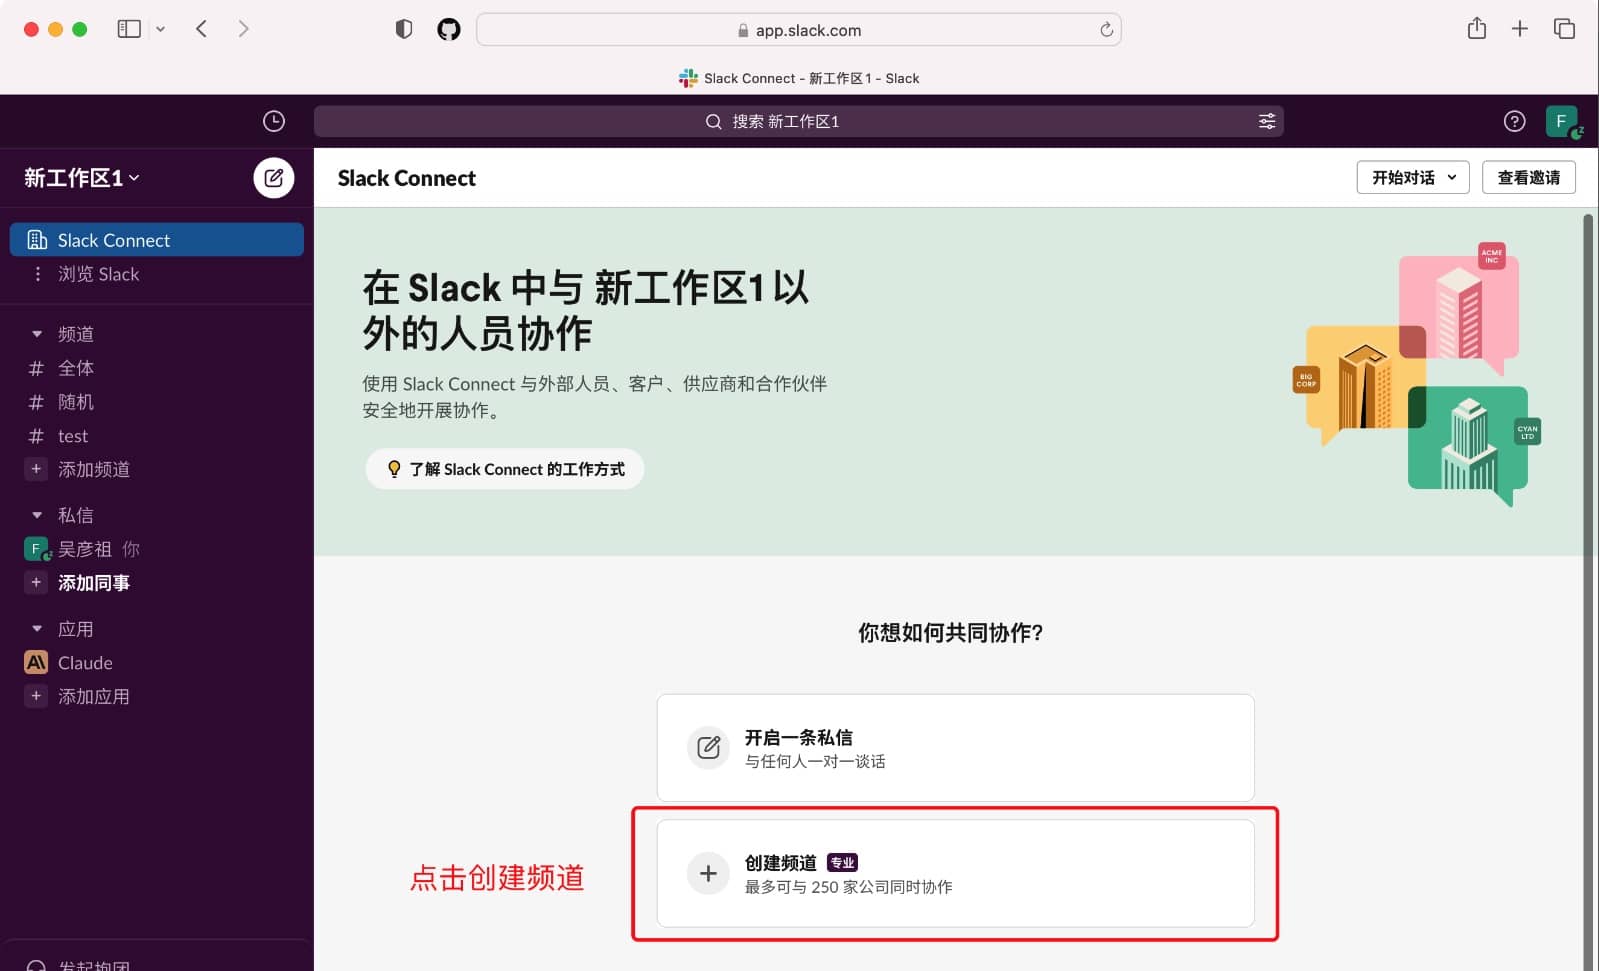 app.slack.com
Slack Connect - 新工作区1 - Slack
搜索 新工作区1
F
新工作区1
Slack Connect
开始对话
查看邀请
Slack Connect
浏览 Slack
频道
# 全体
# 随机
# test
+ 添加频道
私信
F 吴彦祖 你
+ 添加同事
应用
Claude
+ 添加应用
发起抱团
在 Slack 中与 新工作区1 以
外的人员协作
使用 Slack Connect 与外部人员、客户、供应商和合作伙伴
安全地开展协作。
了解 Slack Connect 的工作方式
ACME
INC
BIG
CORP
CYAN
LTD
你想如何共同协作?
开启一条私信
与任何人一对一谈话
点击创建频道
创建频道 专业
最多可与 250 家公司同时协作